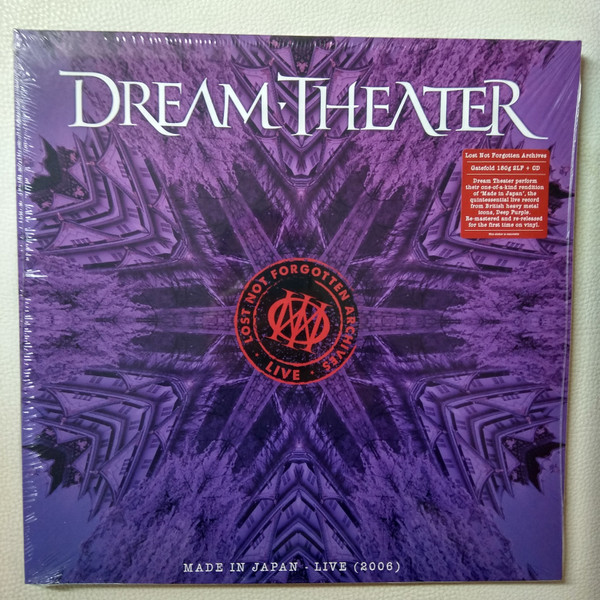 DREAM·THEATER
Lost Not Forgotten Archives
Gatefold 180g 2LP + CD
Dream Theater perform
their one-of-a-kind rendition
of 'Made in Japan', the
quintessential live record
from British heavy metal
icons, Deep Purple.
Re-mastered and re-released
for the first time on vinyl.
LOST NOT FORGOTTEN ARCHIVES
· LIVE ·
MADE IN JAPAN - LIVE (2006)